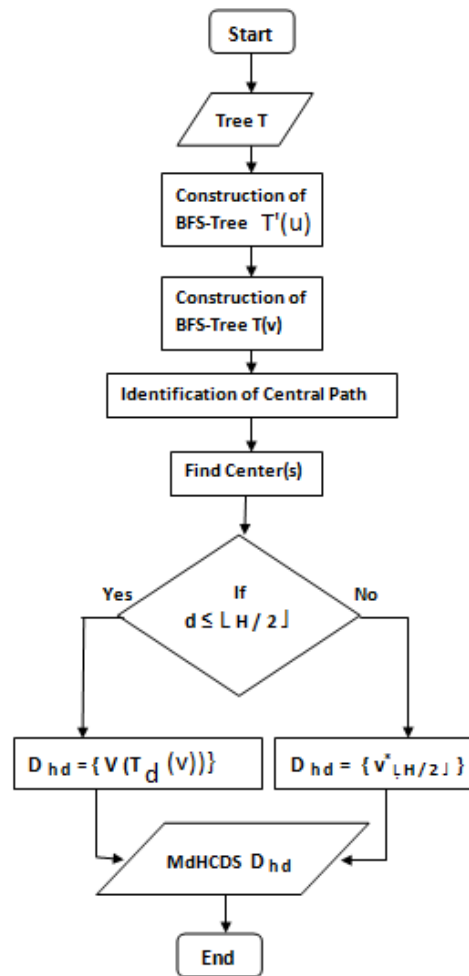 Start
Tree T
Construction of
BFS-Tree T'(u)
Construction of
BFS-Tree T(v)
Identification of Central Path
Find Center(s)
If
d ≤ ⌊ H / 2 ⌋
Yes
No
D hd = { V (T d (v))}
D hd = { v* ⌊H/2⌋ }
MdHCDS D hd
End